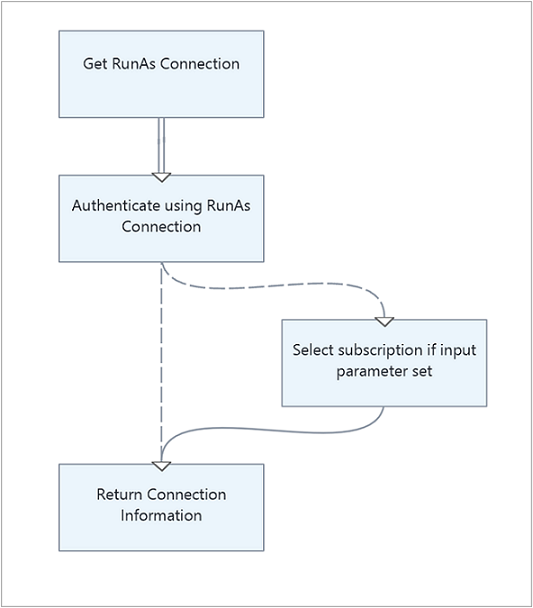 Get RunAs Connection
Authenticate using RunAs
Connection
Select subscription if input
parameter set
Return Connection
Information